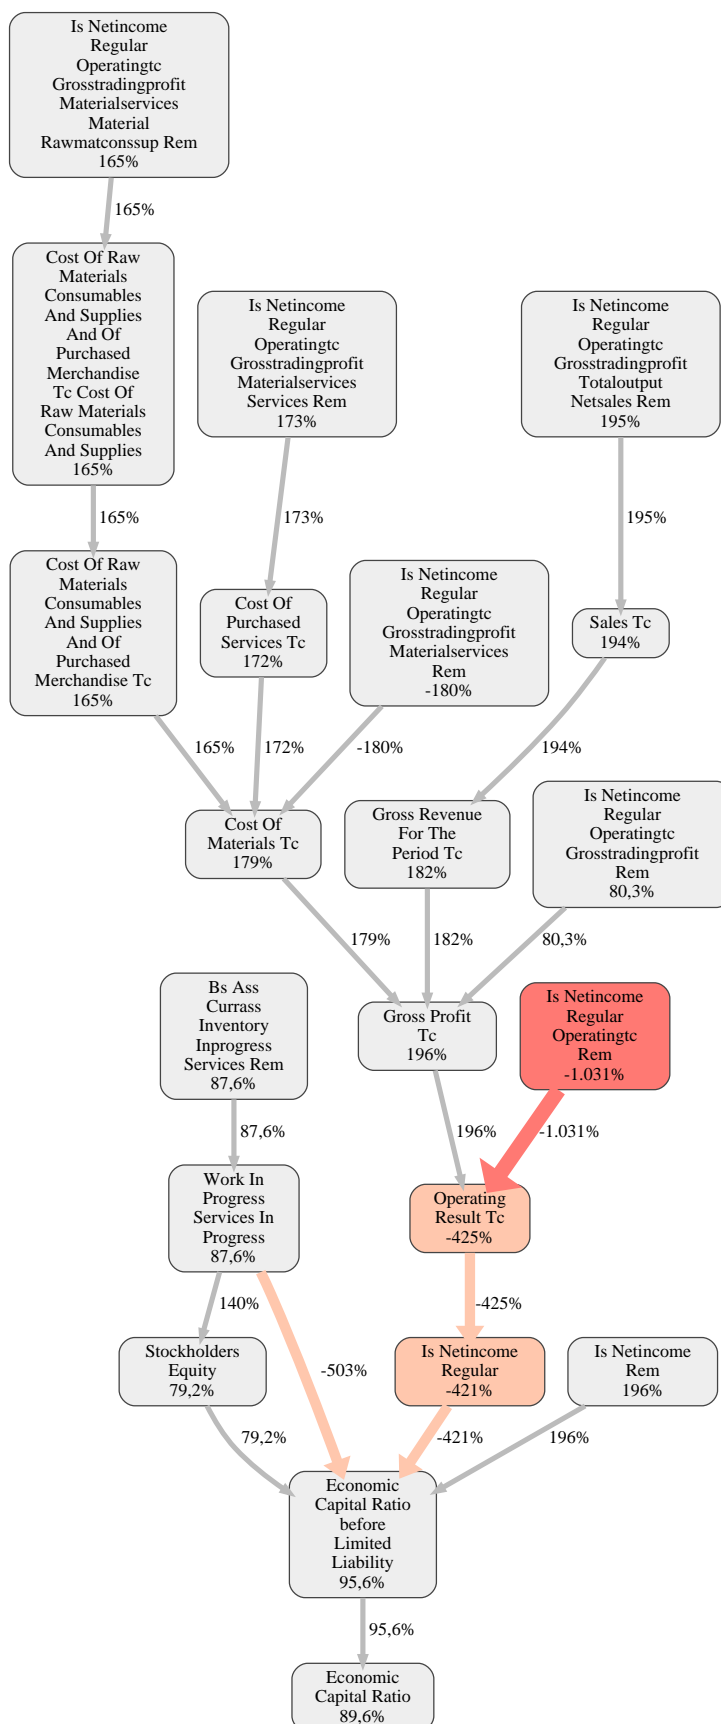 Is Netincome
Regular
Operatingtc
Grosstradingprofit
Materialservices
Material
Rawmatconssup Rem
165%
165%
Cost Of Raw
Materials
Consumables
And Supplies
And Of
Purchased
Merchandise
Tc Cost Of
Raw Materials
Consumables
And Supplies
165%
Is Netincome
Regular
Operatingtc
Grosstradingprofit
Materialservices
Services Rem
173%
Is Netincome
Regular
Operatingtc
Grosstradingprofit
Totaloutput
Netsales Rem
195%
165%
173%
195%
Cost Of Raw
Materials
Consumables
And Supplies
And Of
Purchased
Merchandise Tc
165%
Cost Of
Purchased
Services Tc
172%
Is Netincome
Regular
Operatingtc
Grosstradingprofit
Materialservices
Rem
-180%
Sales Tc
194%
165%
172%
-180%
194%
Cost Of
Materials Tc
179%
Gross Revenue
For The
Period Tc
182%
Is Netincome
Regular
Operatingtc
Grosstradingprofit
Rem
80,3%
179%
182%
80,3%
Bs Ass
Currass
Inventory
Inprogress
Services Rem
87,6%
Gross Profit
Tc
196%
Is Netincome
Regular
Operatingtc
Rem
-1.031%
87,6%
196%
-1.031%
Work In
Progress
Services In
Progress
87,6%
Operating
Result Tc
-425%
140%
-503%
-425%
Stockholders
Equity
79,2%
Is Netincome
Regular
-421%
Is Netincome
Rem
196%
79,2%
-421%
196%
Economic
Capital Ratio
before
Limited
Liability
95,6%
95,6%
Economic
Capital Ratio
89,6%